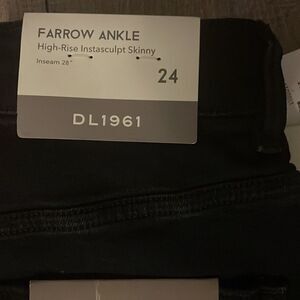 FARROW ANKLE
High-Rise Instasculpt Skinny
Inseam 28"
24
DL1961